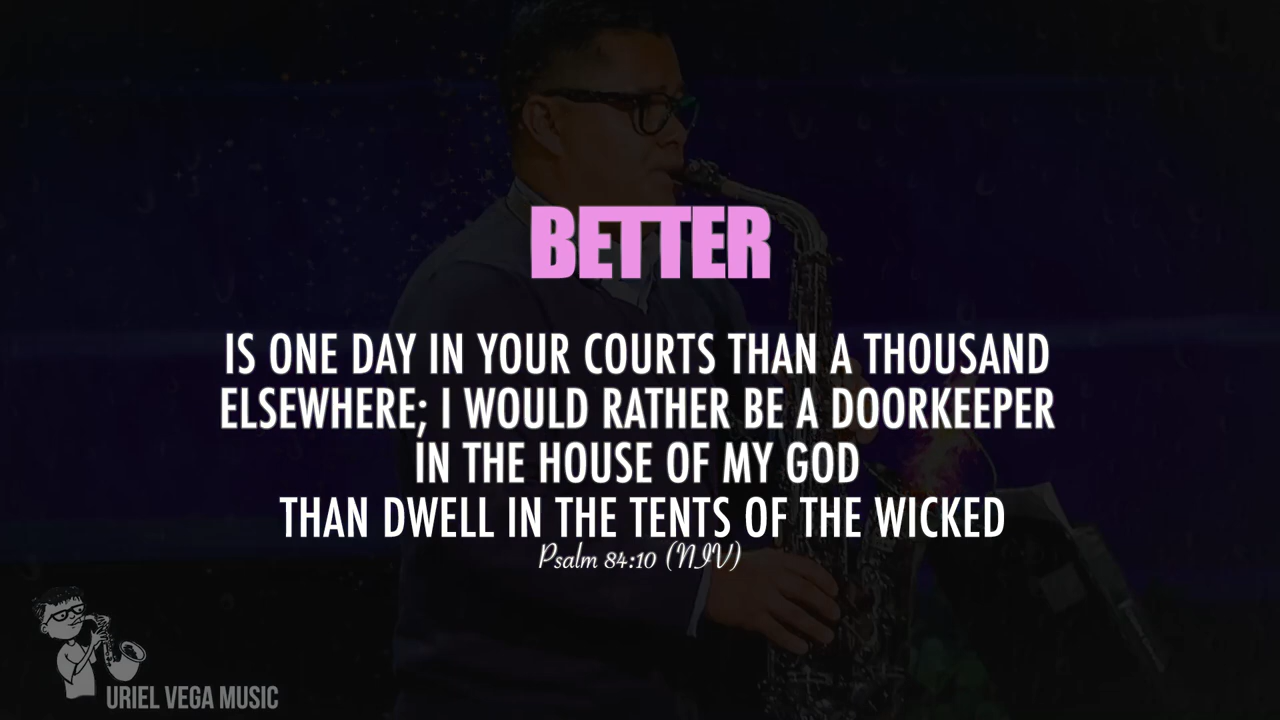 BETTER
IS ONE DAY IN YOUR COURTS THAN A THOUSAND
ELSEWHERE; I WOULD RATHER BE A DOORKEEPER
IN THE HOUSE OF MY GOD
THAN DWELL IN THE TENTS OF THE WICKED
Psalm 84:10 (NIV)
URIEL VEGA MUSIC